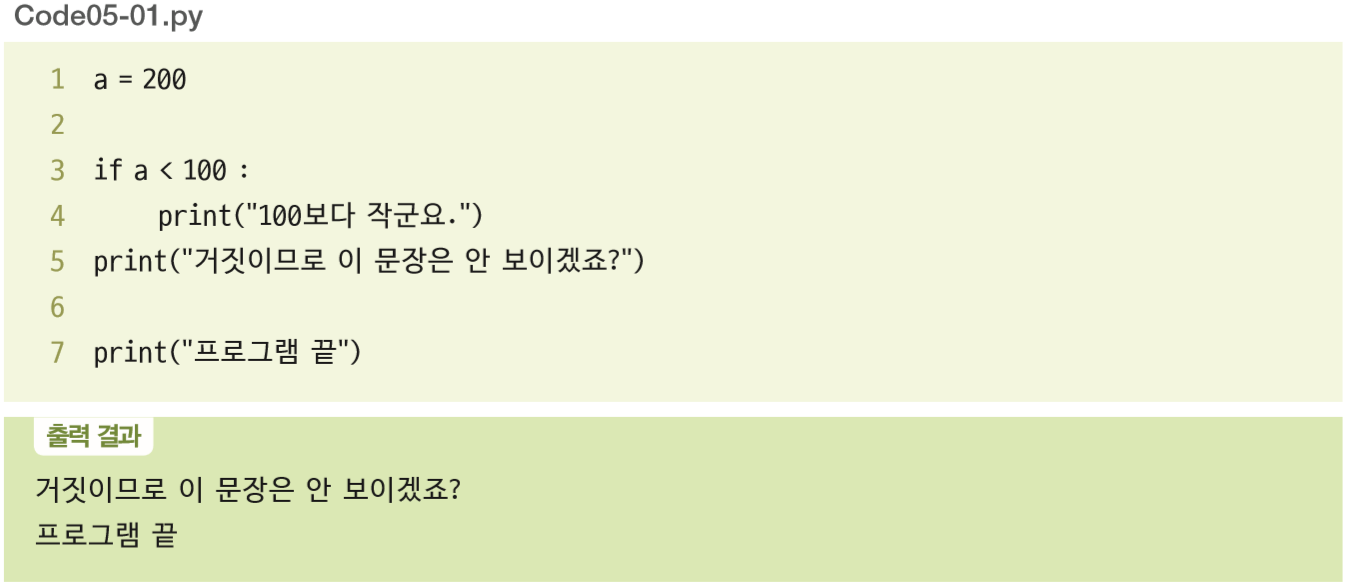 Code05-01.py
1 a = 200
2
3 if a < 100 :
4     print("100보다 작군요.")
5 print("거짓이므로 이 문장은 안 보이겠죠?")
6
7 print("프로그램 끝")
출력 결과
거짓이므로 이 문장은 안 보이겠죠?
프로그램 끝